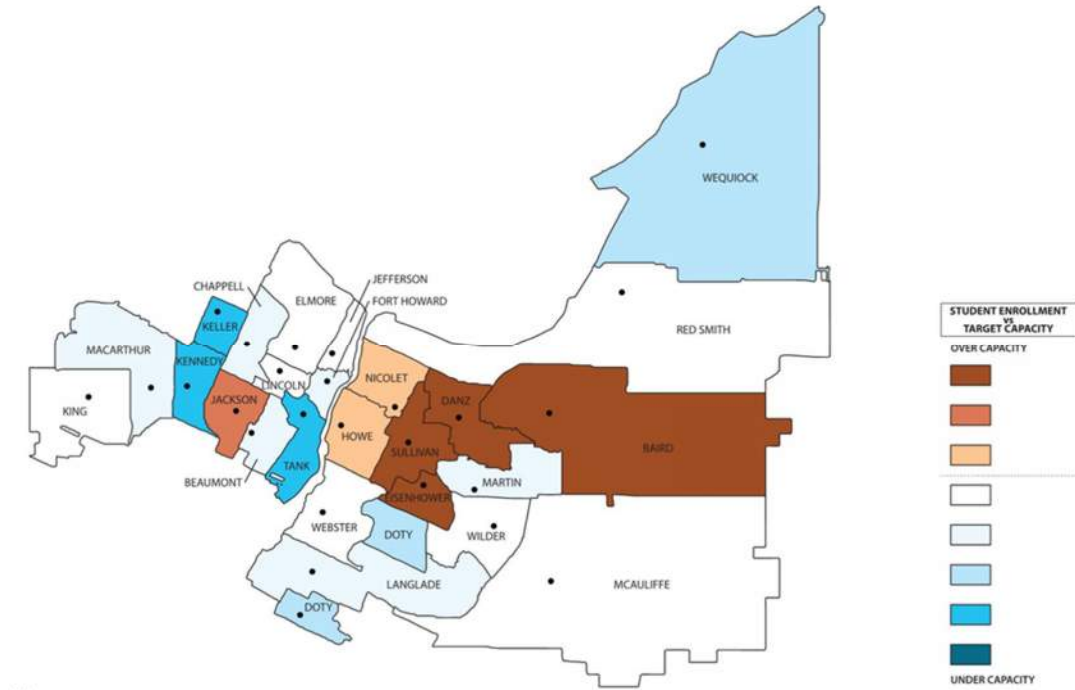 WEQUIOCK
JEFFERSON
CHAPPELL
FORT HOWARD
ELMORE
RED SMITH
KELLER
MACARTHUR
KENNEDY
NICOLET
LINCOLN
JACKSON
DANZ
KING
HOWE
SULLIVAN
BAIRD
TANK
BEAUMONT
MARTIN
EISENHOWER
WEBSTER
DOTY
WILDER
LANGLADE
MCAULIFFE
DOTY
STUDENT ENROLLMENT
vs
TARGET CAPACITY
OVER CAPACITY
UNDER CAPACITY